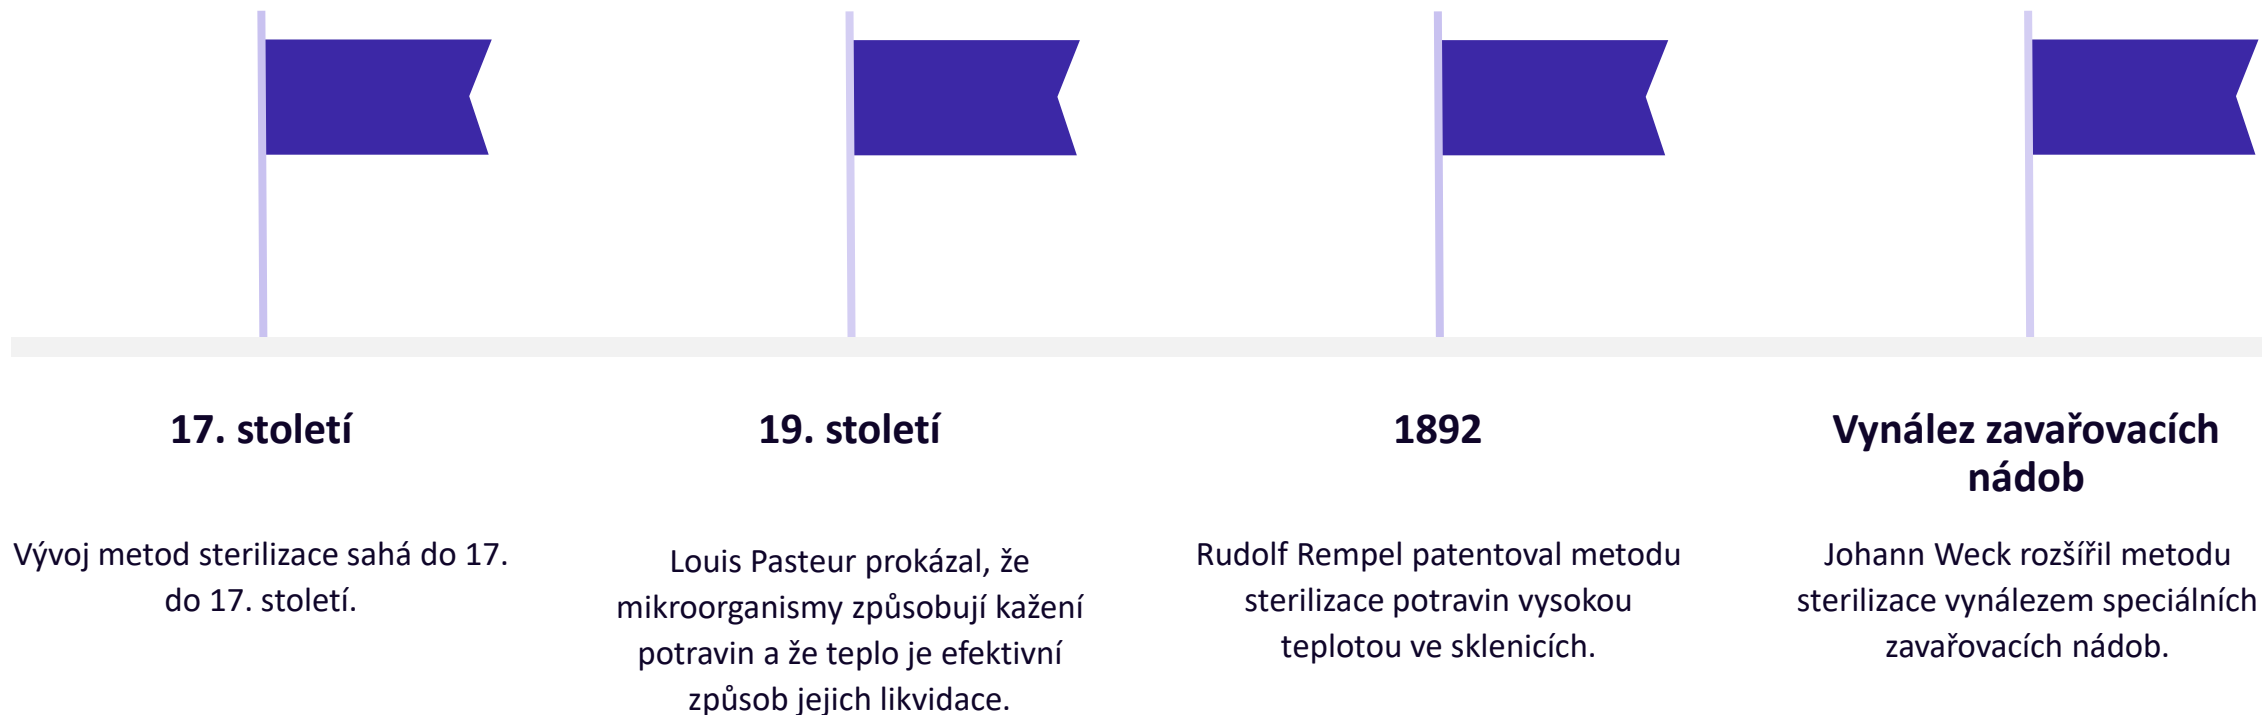 17. století
Vývoj metod sterilizace sahá do 17.
do 17. století.
19. století
Louis Pasteur prokázal, že
mikroorganismy způsobují kažení
potravin a že teplo je efektivní
způsob jejich likvidace.
1892
Rudolf Rempel patentoval metodu
sterilizace potravin vysokou
teplotou ve sklenicích.
Vynález zavařovacích
nádob
Johann Weck rozšířil metodu
sterilizace vynálezem speciálních
zavařovacích nádob.